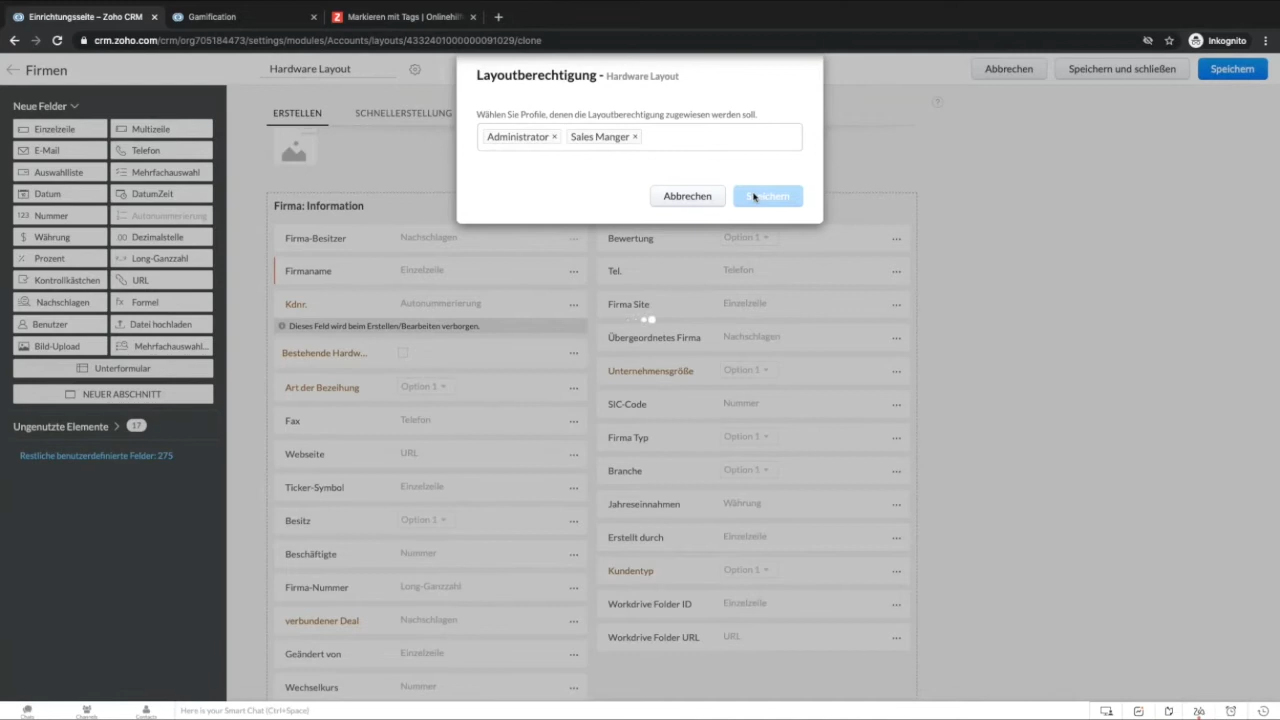 Einrichtungsseite – Zoho CRM
Gamification
Markieren mit Tags | Onlinehilf
crm.zoho.com/crm/org705184473/settings/modules/Accounts/layouts/4332401000000091029/clone
Inkognito
Firmen
Hardware Layout
Abbrechen
Speichern und schließen
Speichern
Neue Felder
Einzelzeile
Multizeile
E-Mail
Telefon
Auswahlliste
Mehrfachauswahl
Datum
DatumZeit
123 Nummer
Autonummerierung
$ Währung
00 Dezimalstelle
Prozent
Long-Ganzzahl
Kontrollkästchen
URL
Nachschlagen
fx Formel
Benutzer
Datei hochladen
Bild-Upload
Mehrfachauswahl...
Unterformular
NEUER ABSCHNITT
Ungenutzte Elemente
17
Restliche benutzerdefinierte Felder: 275
ERSTELLEN
SCHNELLERSTELLUNG
Layoutberechtigung - Hardware Layout
Wählen Sie Profile, denen die Layoutberechtigung zugewiesen werden soll.
Administrator ×
Sales Manger ×
Abbrechen
Speichern
Firma: Information
Firma-Besitzer
Nachschlagen
Firmaname
Einzelzeile
Kdnr.
Autonummerierung
Dieses Feld wird beim Erstellen/Bearbeiten verborgen.
Bestehende Hardw...
Art der Bezeihung
Option 1
Fax
Telefon
Webseite
URL
Ticker-Symbol
Einzelzeile
Besitz
Option 1
Beschäftigte
Nummer
Firma-Nummer
Long-Ganzzahl
verbundener Deal
Nachschlagen
Geändert von
Einzelzeile
Wechselkurs
Nummer
Bewertung
Option 1
Tel.
Telefon
Firma Site
Einzelzeile
Übergeordnetes Firma
Nachschlagen
Unternehmensgröße
Option 1
SIC-Code
Nummer
Firma Typ
Option 1
Branche
Option 1
Jahreseinnahmen
Währung
Erstellt durch
Einzelzeile
Kundentyp
Option 1
Workdrive Folder ID
Einzelzeile
Workdrive Folder URL
URL
Chats
Channels
Contacts
Here is your Smart Chat (Ctrl+Space)